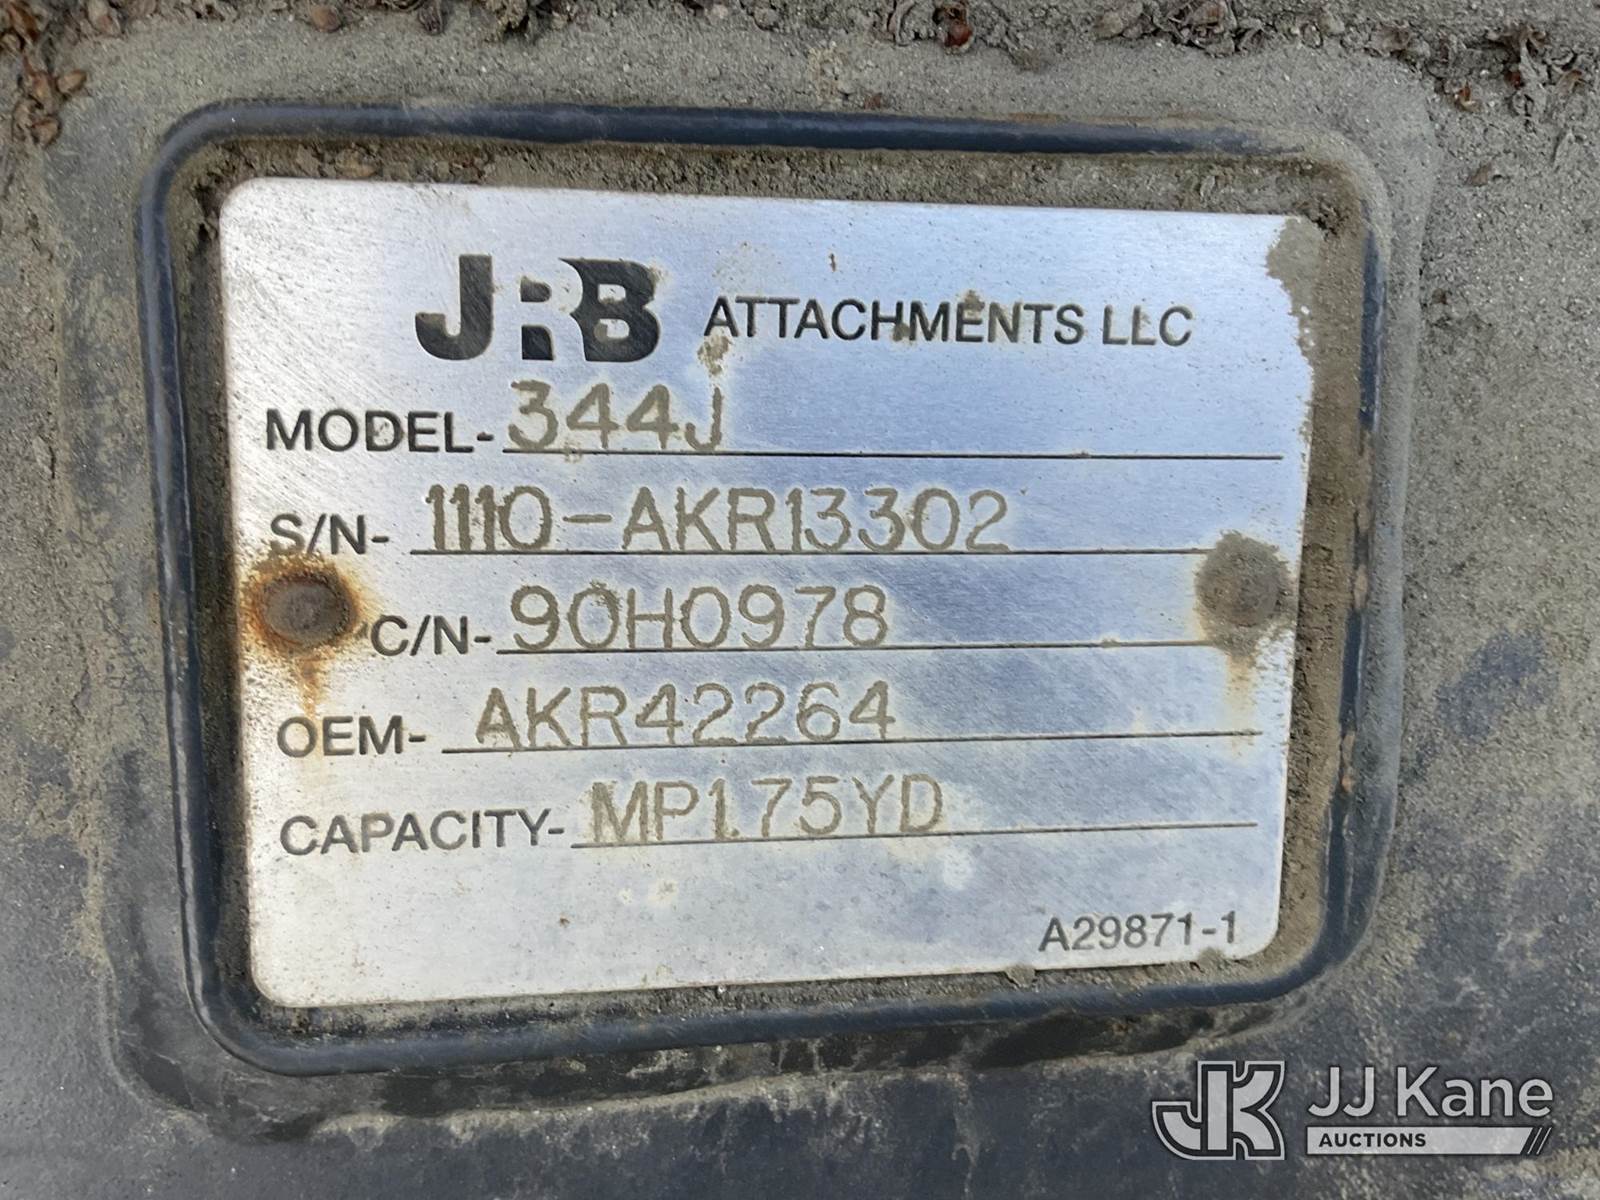 JRB ATTACHMENTS LLC
MODEL- 344J
S/N- 1110-AKR13302
C/N- 90H0978
OEM- AKR42264
CAPACITY- MP1.75YD
A29871-1
JK JJ Kane
AUCTIONS